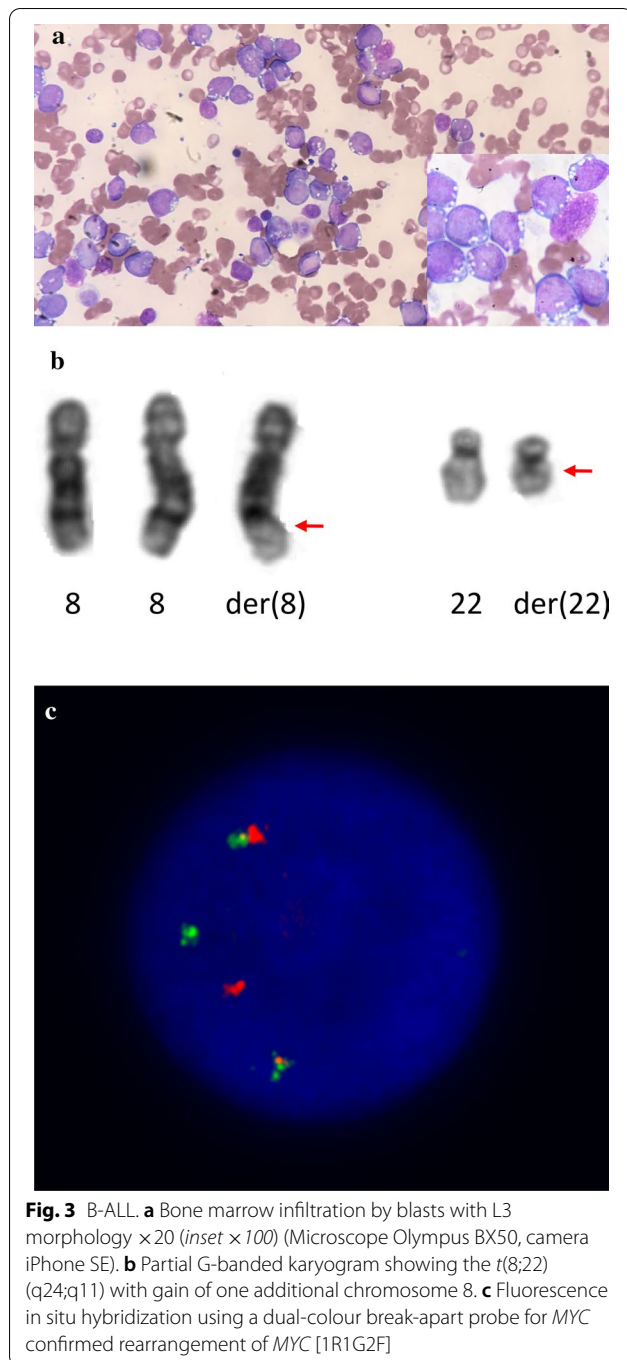 a
b
8 8 der(8) 22 der(22)
c
Fig. 3 B-ALL. a Bone marrow infiltration by blasts with L3
morphology ×20 (inset ×100) (Microscope Olympus BX50, camera
iPhone SE). b Partial G-banded karyogram showing the t(8;22)
(q24;q11) with gain of one additional chromosome 8. c Fluorescence
in situ hybridization using a dual-colour break-apart probe for MYC
confirmed rearrangement of MYC [1R1G2F]